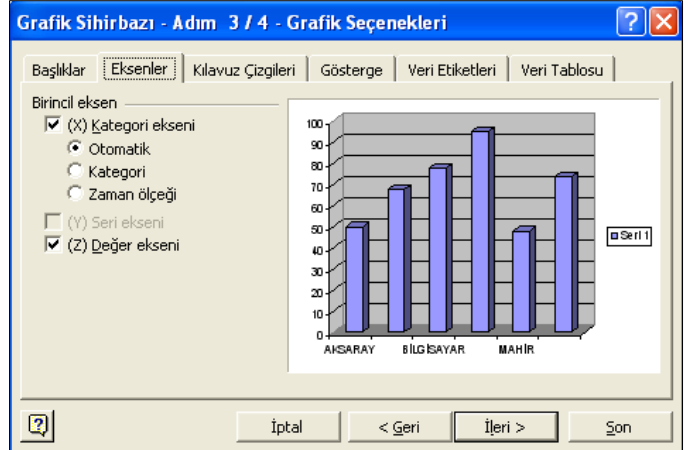 Grafik Sihirbazı - Adım 3 / 4 - Grafik Seçenekleri
Başlıklar Eksenler Kılavuz Çizgileri Gösterge Veri Etiketleri Veri Tablosu
Birincil eksen
(X) Kategori ekseni
Otomatik
Kategori
Zaman ölçeği
(Y) Seri ekseni
(Z) Değer ekseni
100
90
80
70
60
50
40
30
20
10
0
AKSARAY BİLGİSAYAR MAHİR
Seri 1
İptal < Geri İleri > Son